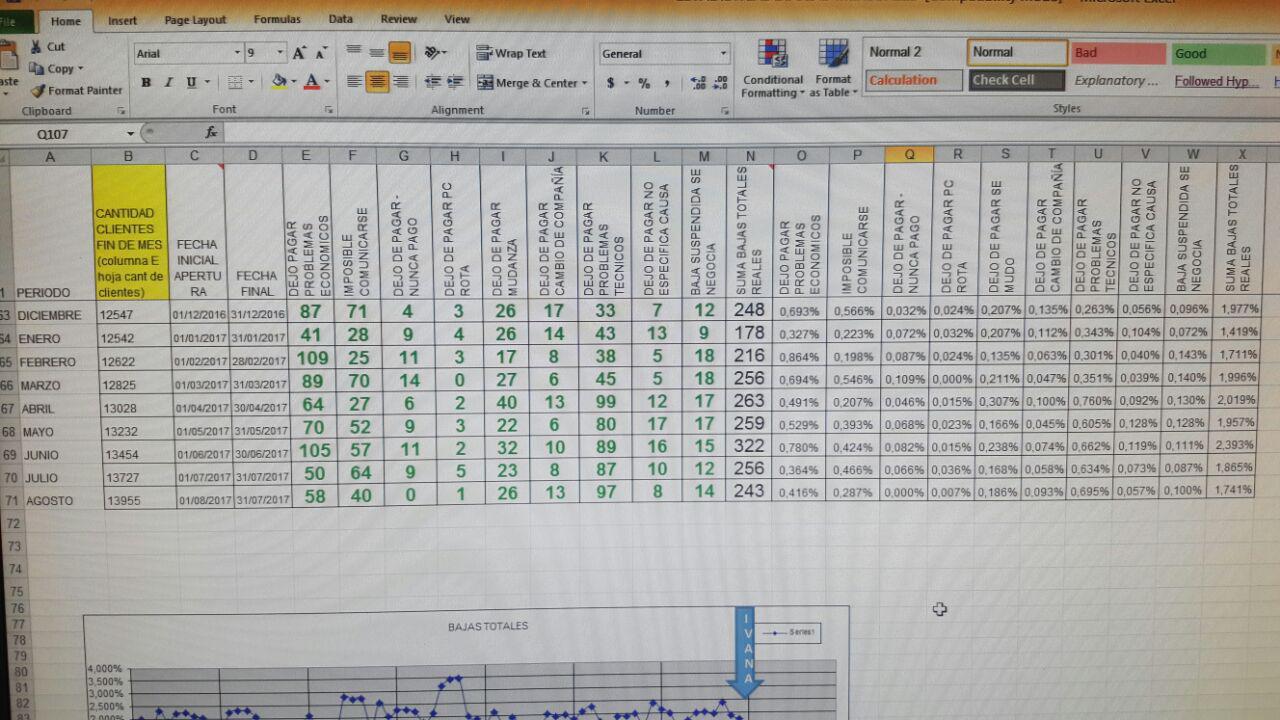 File Home Insert Page Layout Formulas Data Review View
Cut
Copy
Format Painter
Clipboard
Arial 9
B I U
Font
Wrap Text
Merge & Center
Alignment
General
$ % ,
Number
Conditional Formatting
Format as Table
Normal 2 Normal Bad Good
Calculation Check Cell Explanatory ... Followed Hyp...
Styles
Q107 fx
A B C D E F G H I J K L M N O P Q R S T U V W X
1 PERIODO
CANTIDAD
CLIENTES
FIN DE MES
(columna E
hoja cant de
clientes)
FECHA
INICIAL
APERTU
RA
FECHA
FINAL
DEJO PAGAR
PROBLEMAS
ECONOMICOS
IMPOSIBLE
COMUNICARSE
DEJO DE PAGAR -
NUNCA PAGO
DEJO DE PAGAR PC
ROTA
DEJO DE PAGAR
MUDANZA
DEJO DE PAGAR
CAMBIO DE COMPAÑÍA
DEJO DE PAGAR
PROBLEMAS
TECNICOS
DEJO DE PAGAR NO
ESPECIFICA CAUSA
BAJA SUSPENDIDA SE
NEGOCIA
SUMA BAJAS TOTALES
REALES
DEJO PAGAR
PROBLEMAS
ECONOMICOS
IMPOSIBLE
COMUNICARSE
DEJO DE PAGAR -
NUNCA PAGO
DEJO DE PAGAR PC
ROTA
DEJO DE PAGAR SE
MUDO
DEJO DE PAGAR
CAMBIO DE COMPAÑÍA
DEJO DE PAGAR
PROBLEMAS
TECNICOS
DEJO DE PAGAR NO
ESPECIFICA CAUSA
BAJA SUSPENDIDA SE
NEGOCIA
SUMA BAJAS TOTALES
REALES
63 DICIEMBRE 12547 01/12/2016 31/12/2016 87 71 4 3 26 17 33 7 12 248 0,693% 0,566% 0,032% 0,024% 0,207% 0,135% 0,263% 0,056% 0,096% 1,977%
64 ENERO 12542 01/01/2017 31/01/2017 41 28 9 4 26 14 43 13 9 178 0,327% 0,223% 0,072% 0,032% 0,207% 0,112% 0,343% 0,104% 0,072% 1,419%
65 FEBRERO 12622 01/02/2017 28/02/2017 109 25 11 3 17 8 38 5 18 216 0,864% 0,198% 0,087% 0,024% 0,135% 0,063% 0,301% 0,040% 0,143% 1,711%
66 MARZO 12825 01/03/2017 31/03/2017 89 70 14 0 27 6 45 5 18 256 0,694% 0,546% 0,109% 0,000% 0,211% 0,047% 0,351% 0,039% 0,140% 1,996%
67 ABRIL 13028 01/04/2017 30/04/2017 64 27 6 2 40 13 99 12 17 263 0,491% 0,207% 0,046% 0,015% 0,307% 0,100% 0,760% 0,092% 0,130% 2,019%
68 MAYO 13232 01/05/2017 31/05/2017 70 52 9 3 22 6 80 17 17 259 0,529% 0,393% 0,068% 0,023% 0,166% 0,045% 0,605% 0,128% 0,128% 1,957%
69 JUNIO 13454 01/06/2017 30/06/2017 105 57 11 2 32 10 89 16 15 322 0,780% 0,424% 0,082% 0,015% 0,238% 0,074% 0,662% 0,119% 0,111% 2,393%
70 JULIO 13727 01/07/2017 31/07/2017 50 64 9 5 23 8 87 10 12 256 0,364% 0,466% 0,066% 0,036% 0,168% 0,058% 0,634% 0,073% 0,087% 1,865%
71 AGOSTO 13955 01/08/2017 31/07/2017 58 40 0 1 26 13 97 8 14 243 0,416% 0,287% 0,000% 0,007% 0,186% 0,093% 0,695% 0,057% 0,100% 1,741%
72
73
74
75
76
77
78
79
80
81
82
BAJAS TOTALES
IVANA
Series1
4,000%
3,500%
3,000%
2,500%